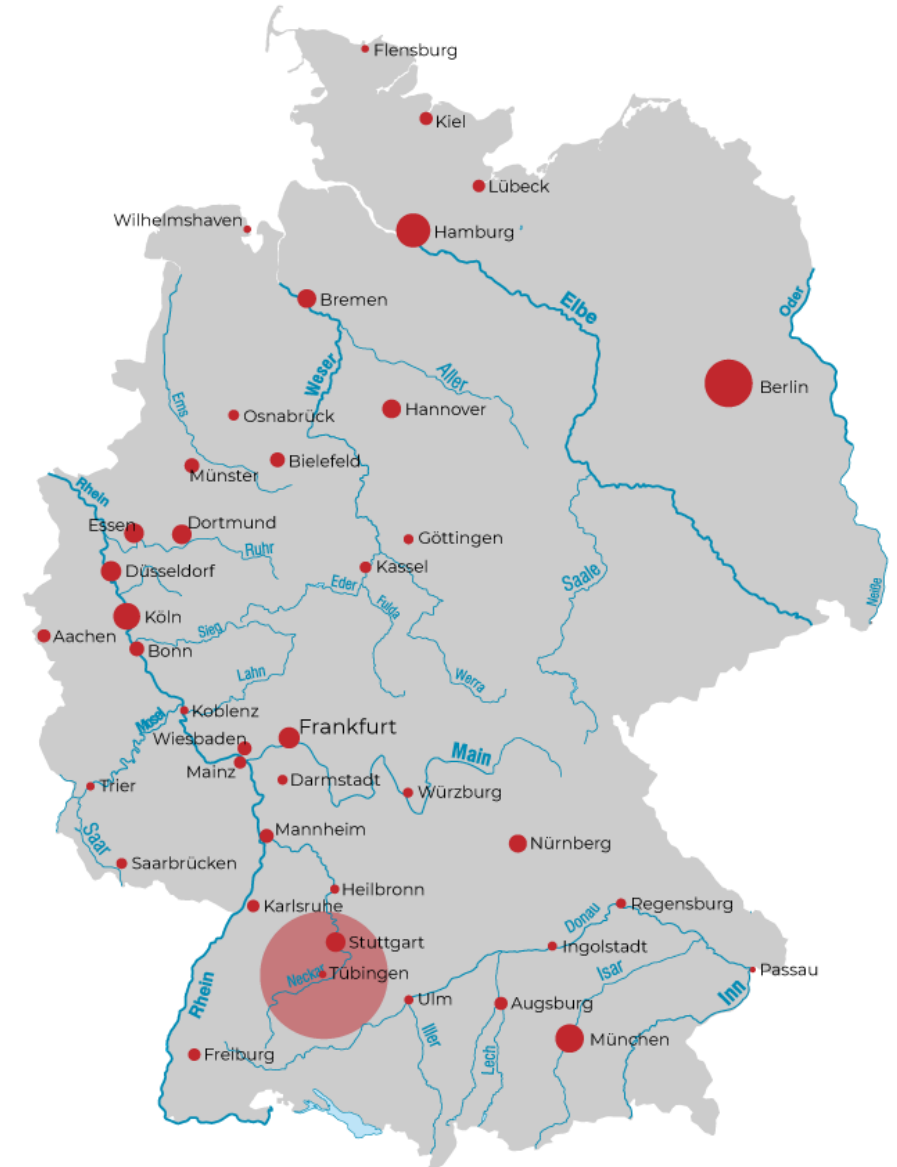 Flensburg
Kiel
Lübeck
Wilhelmshaven
Hamburg
Bremen
Elbe
Oder
Weser
Aller
Berlin
Ems
Osnabrück
Hannover
Münster
Bielefeld
Rhein
Essen
Dortmund
Ruhr
Göttingen
Düsseldorf
Kassel
Eder
Saale
Neiße
Fulda
Köln
Sieg
Aachen
Bonn
Lahn
Werra
Koblenz
Mosel
Wiesbaden
Frankfurt
Main
Mainz
Darmstadt
Trier
Würzburg
Saar
Mannheim
Nürnberg
Saarbrücken
Heilbronn
Karlsruhe
Donau
Regensburg
Stuttgart
Ingolstadt
Neckar
Tübingen
Isar
Passau
Rhein
Ulm
Augsburg
Inn
Iller
München
Lech
Freiburg